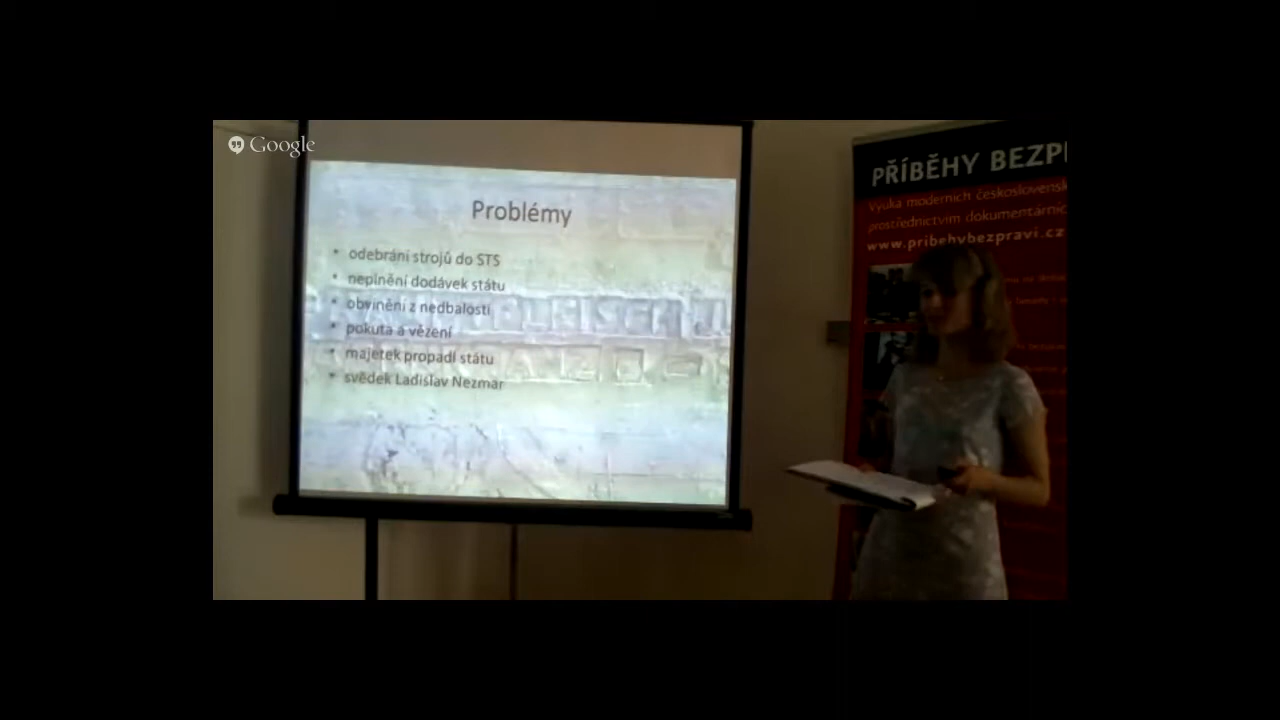 Google
Problémy
• odebrání strojů do STS
• neplnění dodávek státu
• obvinění z nedbalosti
• pokuta a vězení
• majetek propadl státu
• svědek Ladislav Nezmar
PŘÍBĚHY BEZP
Výuka moderních československ
prostřednictvím dokumentárníc
www.pribehybezpravi.cz